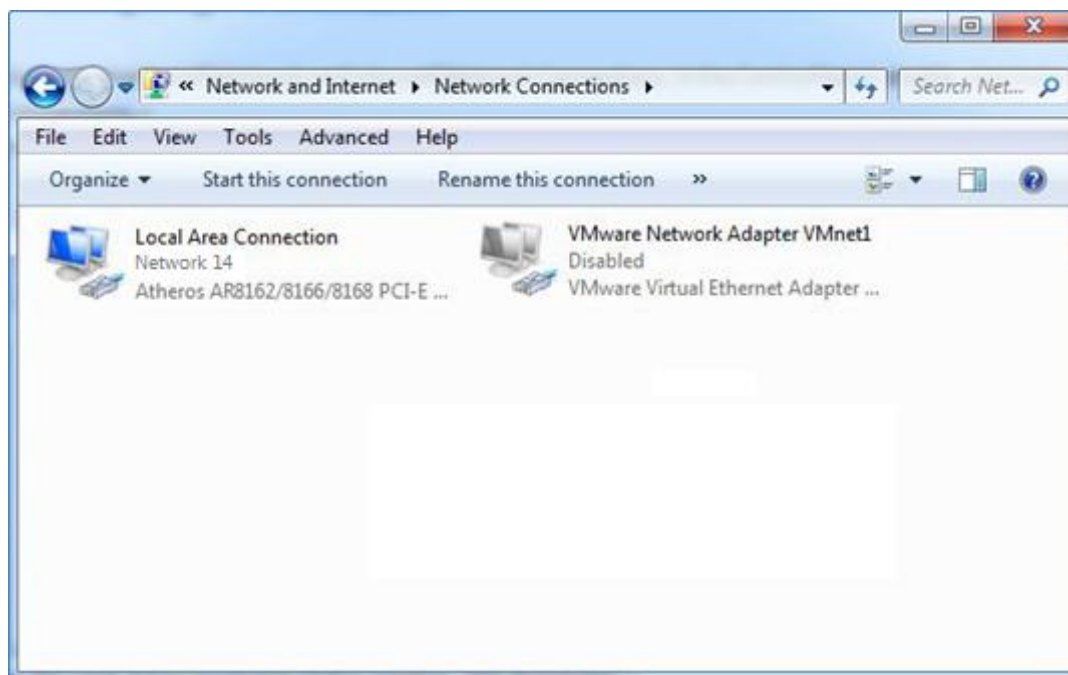 « Network and Internet ▸ Network Connections ▸ Search Net...
File Edit View Tools Advanced Help
Organize Start this connection Rename this connection »
Local Area Connection
Network 14
Atheros AR8162/8166/8168 PCI-E ...
VMware Network Adapter VMnet1
Disabled
VMware Virtual Ethernet Adapter ...